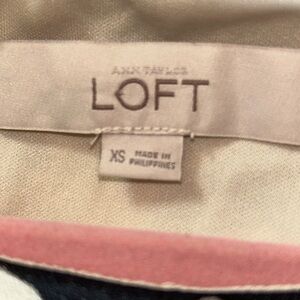 ANN TAYLOR
LOFT
XS MADE IN
PHILIPPINES